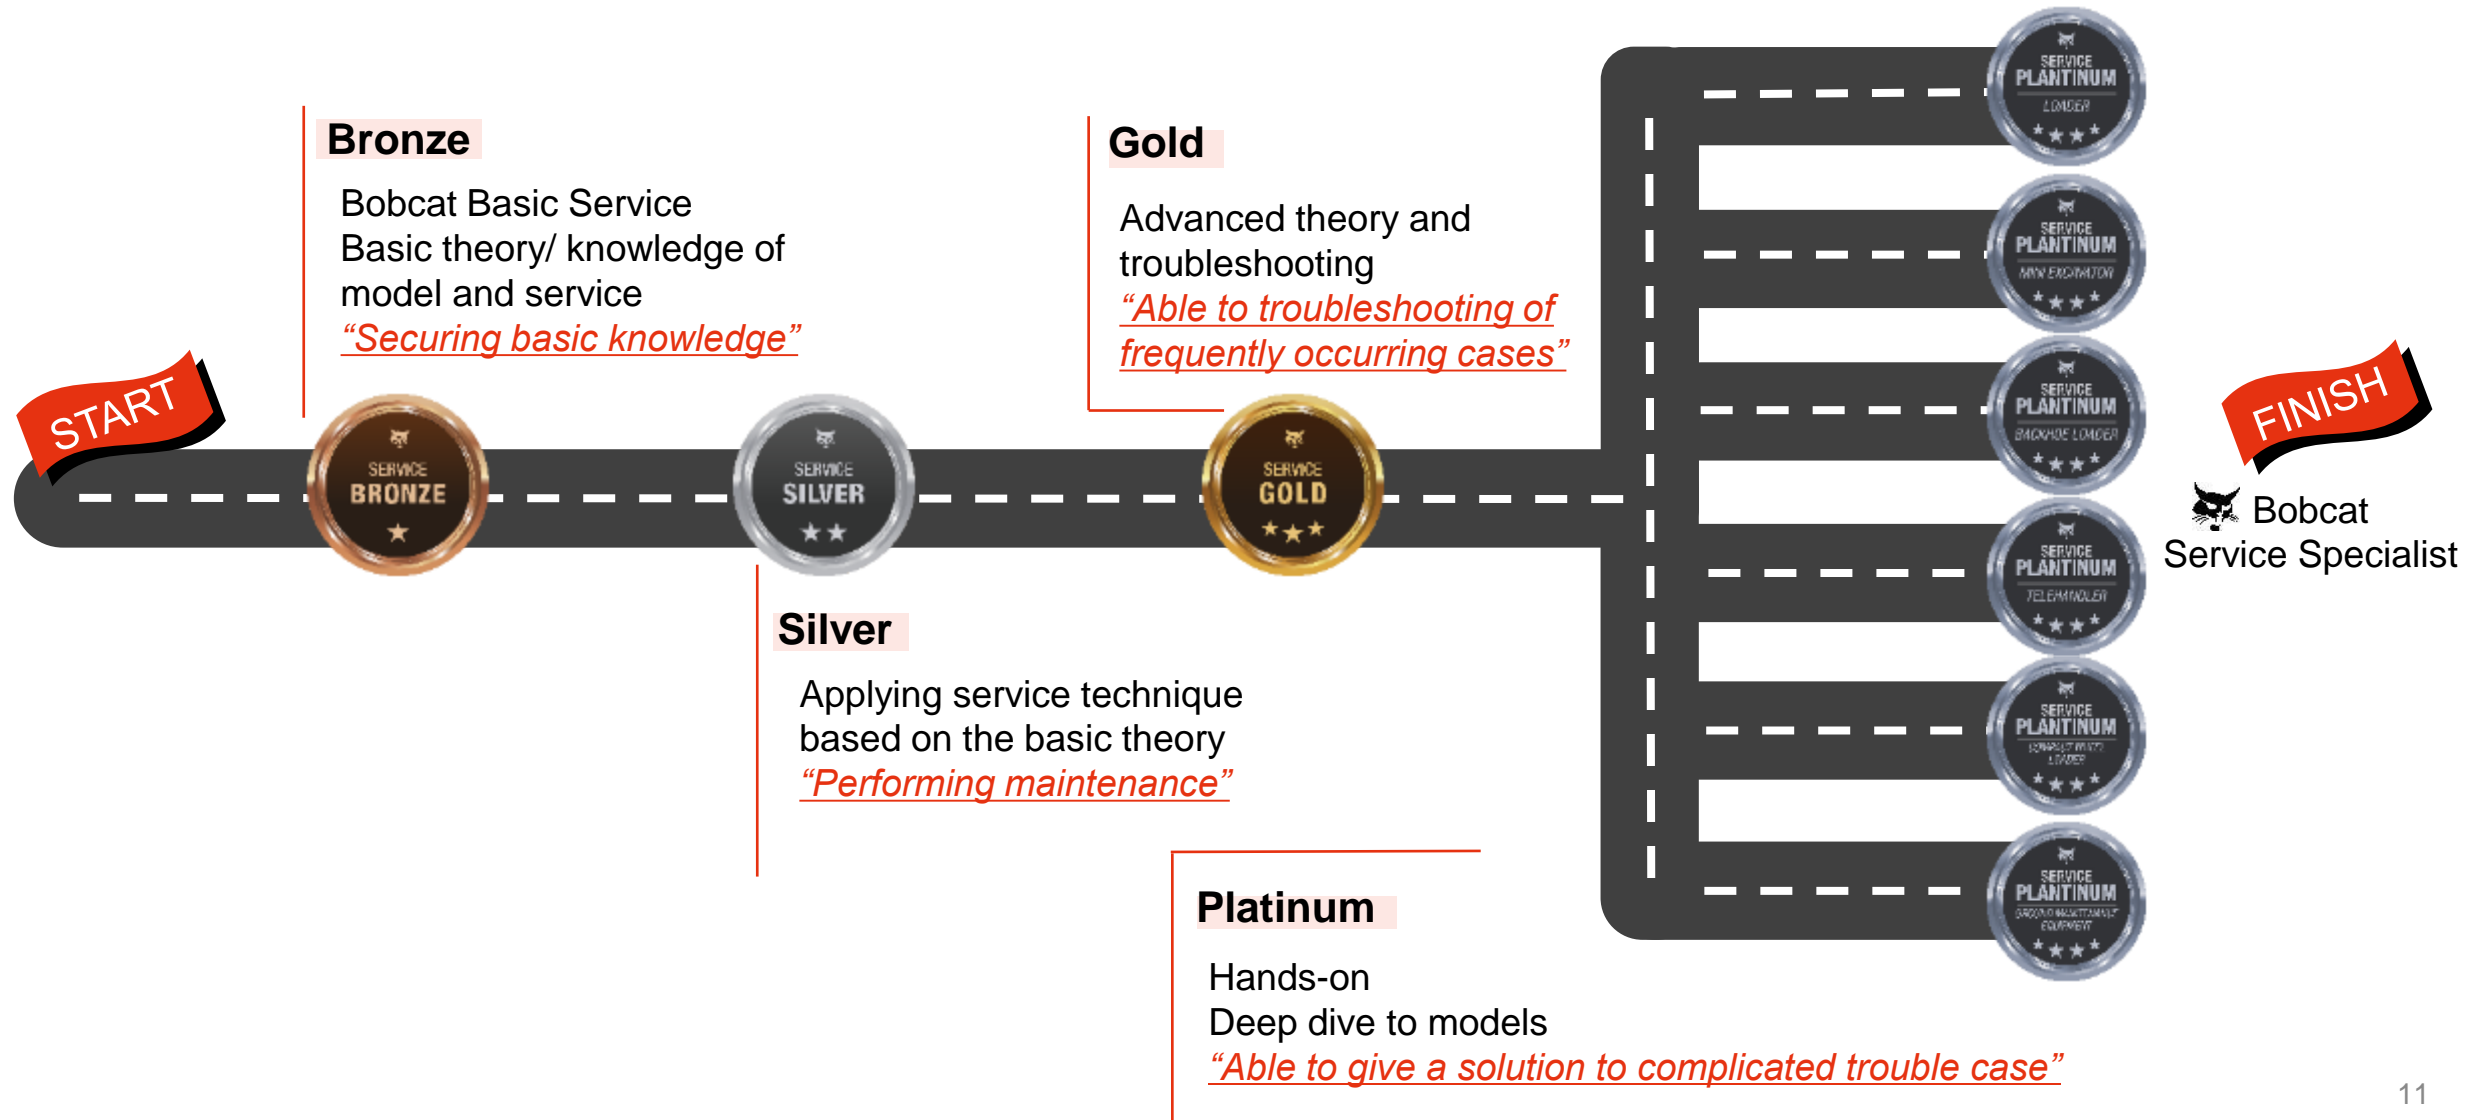 START
Bronze
Bobcat Basic Service
Basic theory/ knowledge of
model and service
“Securing basic knowledge”
SERVICE
BRONZE
SERVICE
SILVER
Silver
Applying service technique
based on the basic theory
“Performing maintenance”
Gold
Advanced theory and
troubleshooting
“Able to troubleshooting of
frequently occurring cases”
SERVICE
GOLD
Platinum
Hands-on
Deep dive to models
“Able to give a solution to complicated trouble case”
SERVICE
PLANTINUM
LOADER
SERVICE
PLANTINUM
MINI EXCAVATOR
SERVICE
PLANTINUM
BACKHOE LOADER
SERVICE
PLANTINUM
TELEHANDLER
SERVICE
PLANTINUM
COMPACT MULTI
LOADER
SERVICE
PLANTINUM
EQUIPMENT
FINISH
Bobcat
Service Specialist
11